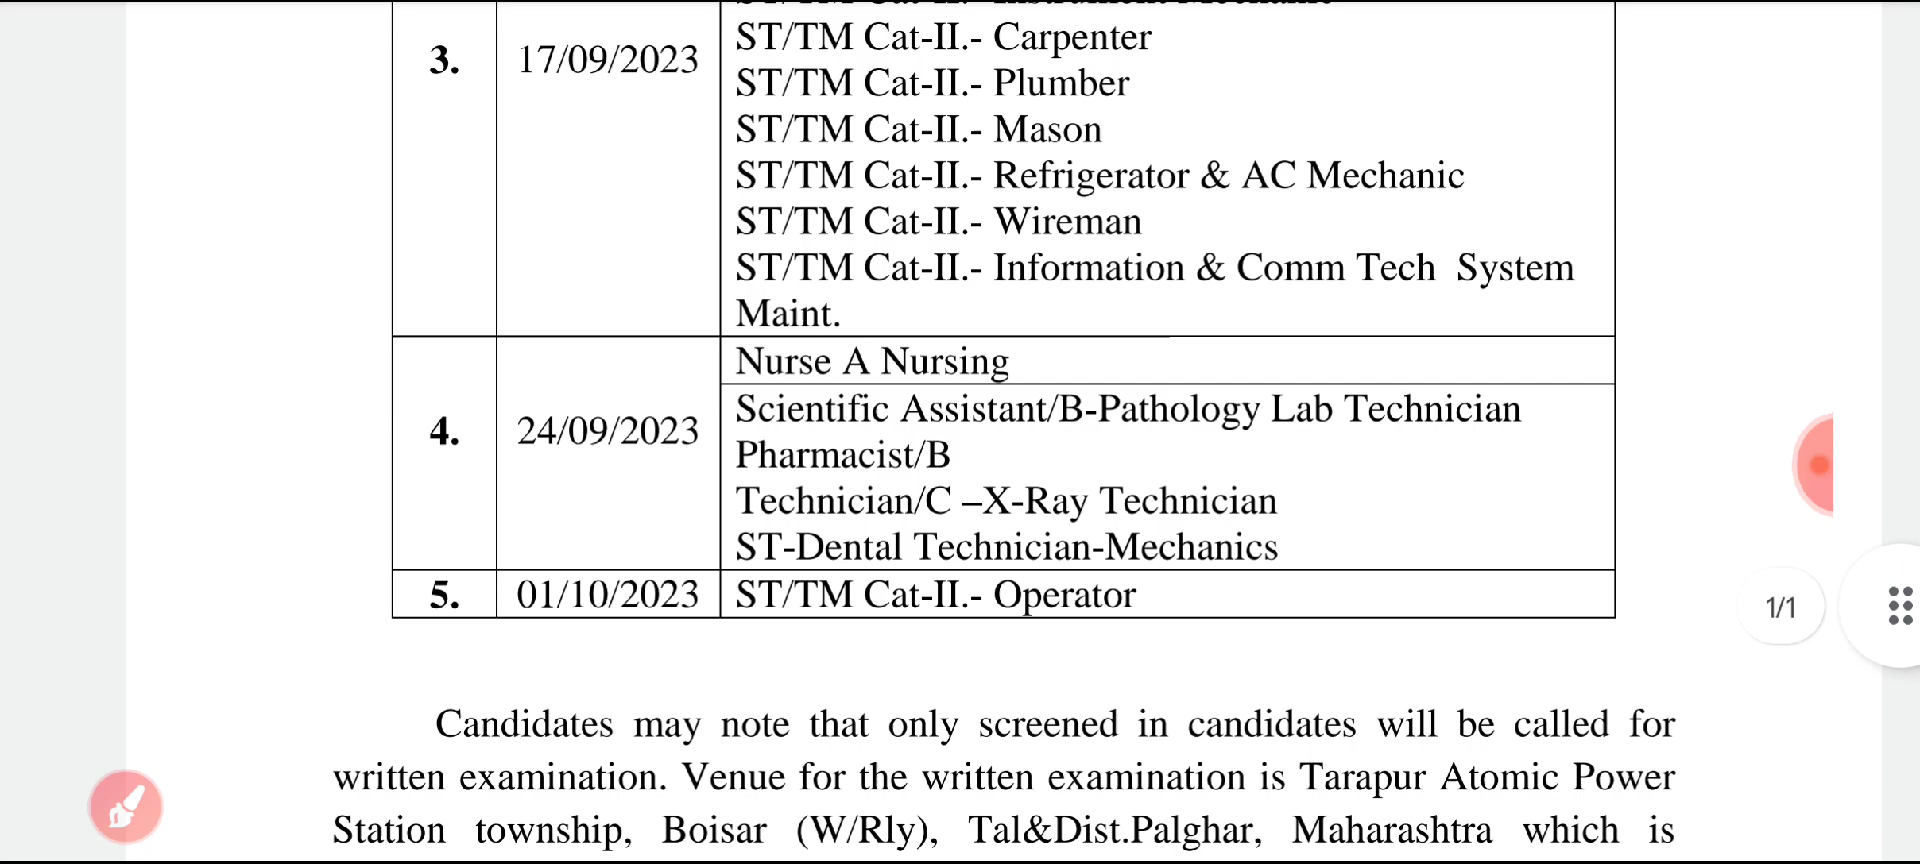 3. 17/09/2023
ST/TM Cat-II.- Carpenter
ST/TM Cat-II.- Plumber
ST/TM Cat-II.- Mason
ST/TM Cat-II.- Refrigerator & AC Mechanic
ST/TM Cat-II.- Wireman
ST/TM Cat-II.- Information & Comm Tech System
Maint.
4. 24/09/2023
Nurse A Nursing
Scientific Assistant/B-Pathology Lab Technician
Pharmacist/B
Technician/C –X-Ray Technician
ST-Dental Technician-Mechanics
5. 01/10/2023 ST/TM Cat-II.- Operator
1/1
Candidates may note that only screened in candidates will be called for
written examination. Venue for the written examination is Tarapur Atomic Power
Station township, Boisar (W/Rly), Tal&Dist.Palghar, Maharashtra which is